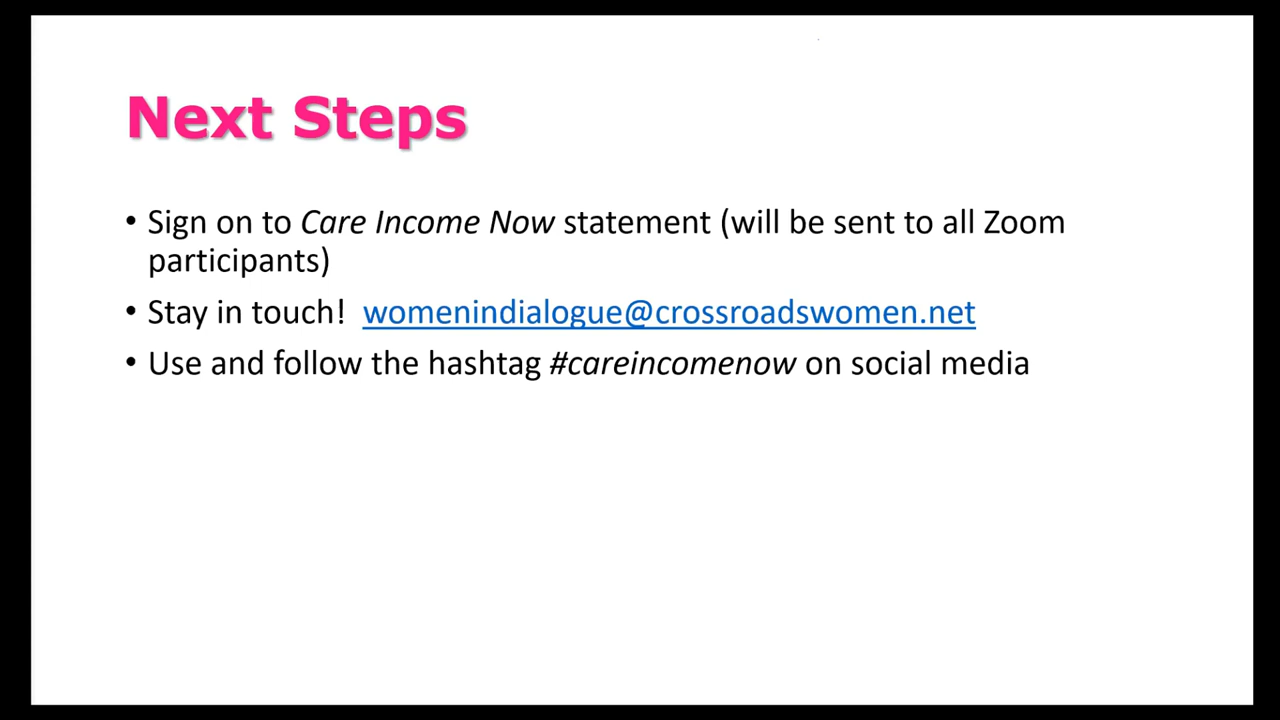 Next Steps
• Sign on to Care Income Now statement (will be sent to all Zoom
participants)
• Stay in touch! womenindialogue@crossroadswomen.net
• Use and follow the hashtag #careincomenow on social media